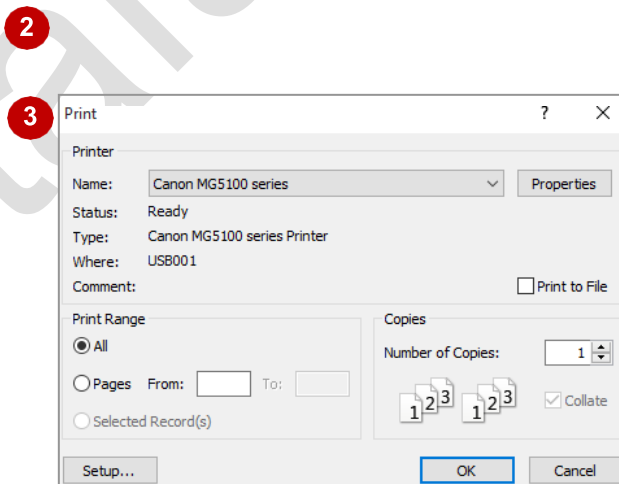 2
3
Print ?
Printer
Name: Canon MG5100 series Properties
Status: Ready
Type: Canon MG5100 series Printer
Where: USB001
Comment: Print to File
Print Range
All
Pages From: To:
Selected Record(s)
Copies
Number of Copies: 1
1 2 3 1 2 3
Collate
Setup... OK Cancel